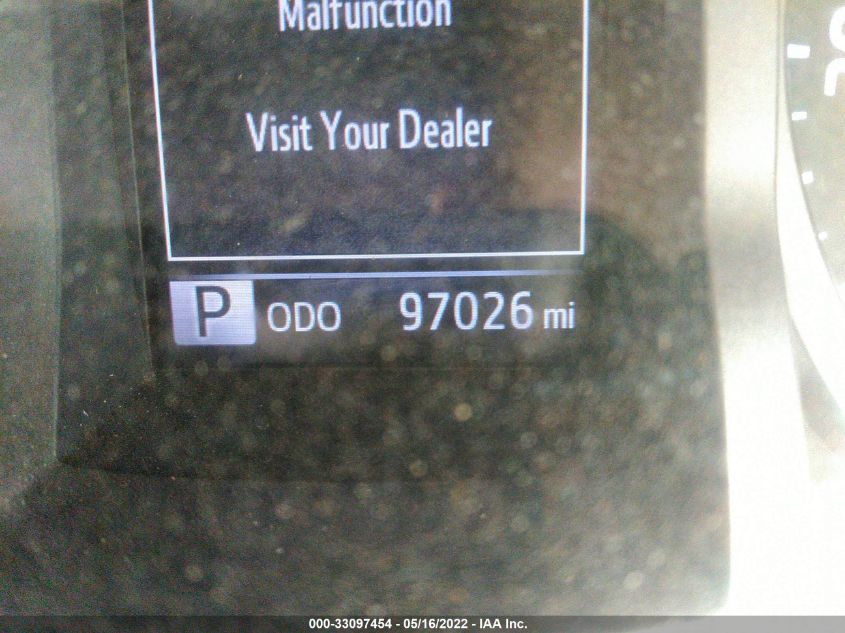 Malfunction
Visit Your Dealer
P ODO 97026 mi
000-33097454 - 05/16/2022 - IAA Inc.